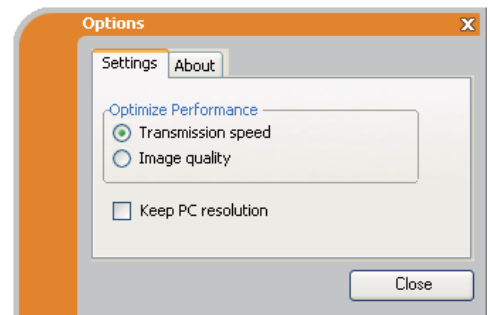 Options
X
Settings About
Optimize Performance
Transmission speed
Image quality
Keep PC resolution
Close